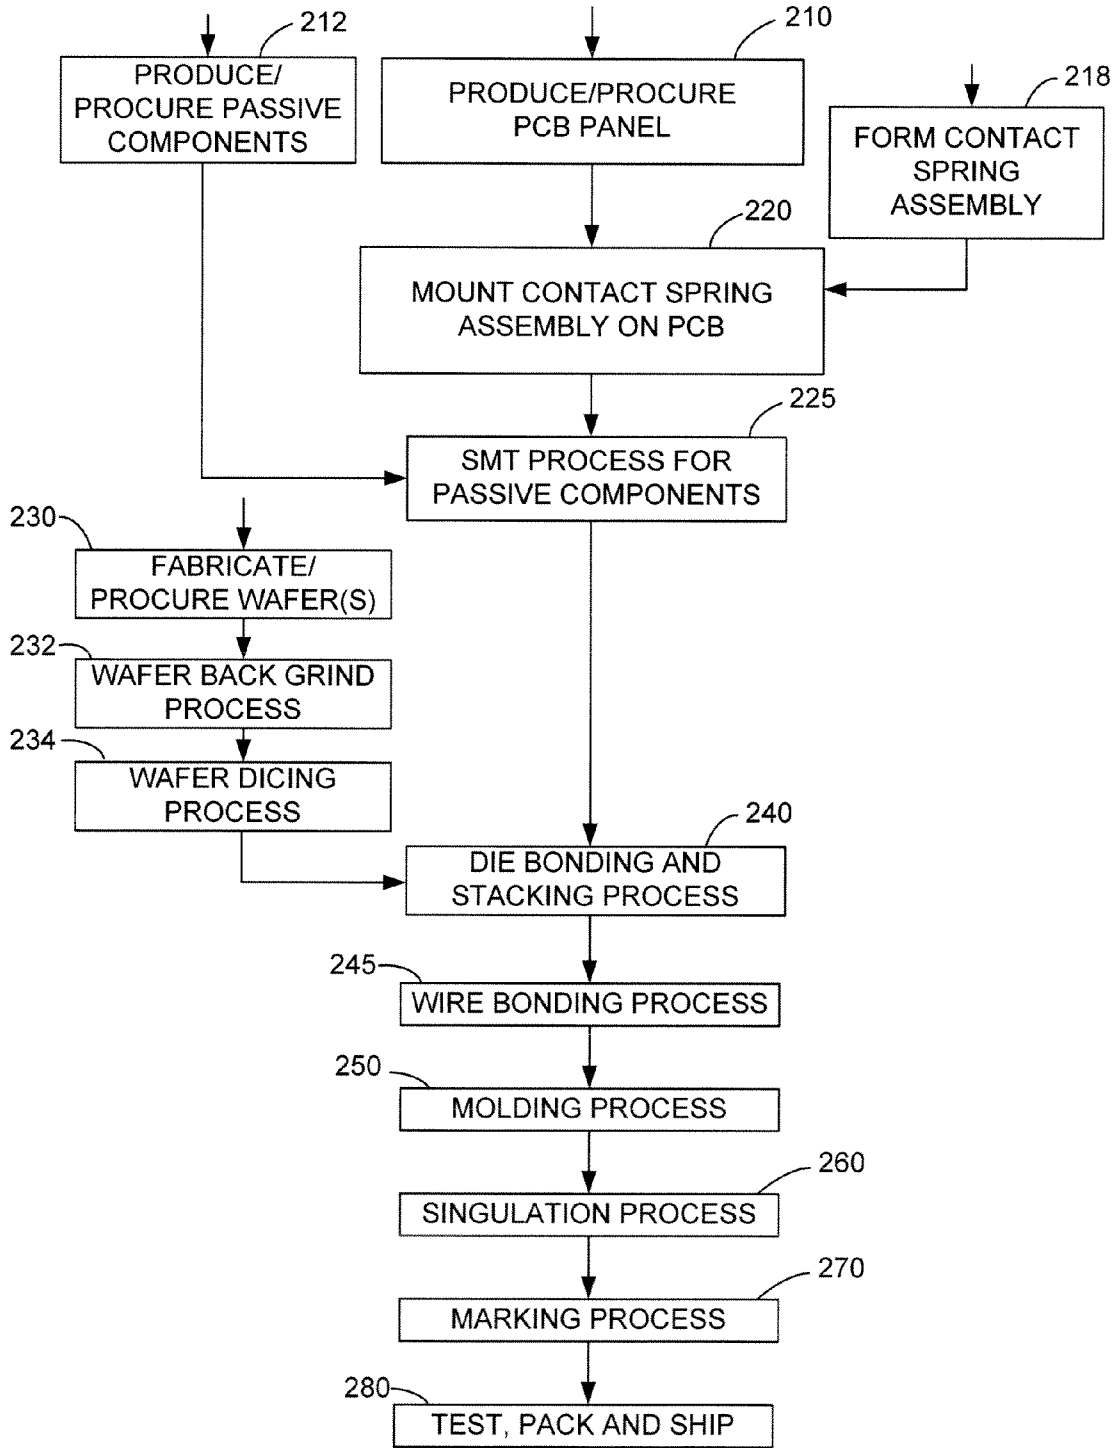 212
PRODUCE/
PROCURE PASSIVE
COMPONENTS
210
PRODUCE/PROCURE
PCB PANEL
218
FORM CONTACT
SPRING
ASSEMBLY
220
MOUNT CONTACT SPRING
ASSEMBLY ON PCB
225
SMT PROCESS FOR
PASSIVE COMPONENTS
230
FABRICATE/
PROCURE WAFER(S)
232
WAFER BACK GRIND
PROCESS
234
WAFER DICING
PROCESS
240
DIE BONDING AND
STACKING PROCESS
245
WIRE BONDING PROCESS
250
MOLDING PROCESS
260
SINGULATION PROCESS
270
MARKING PROCESS
280
TEST, PACK AND SHIP